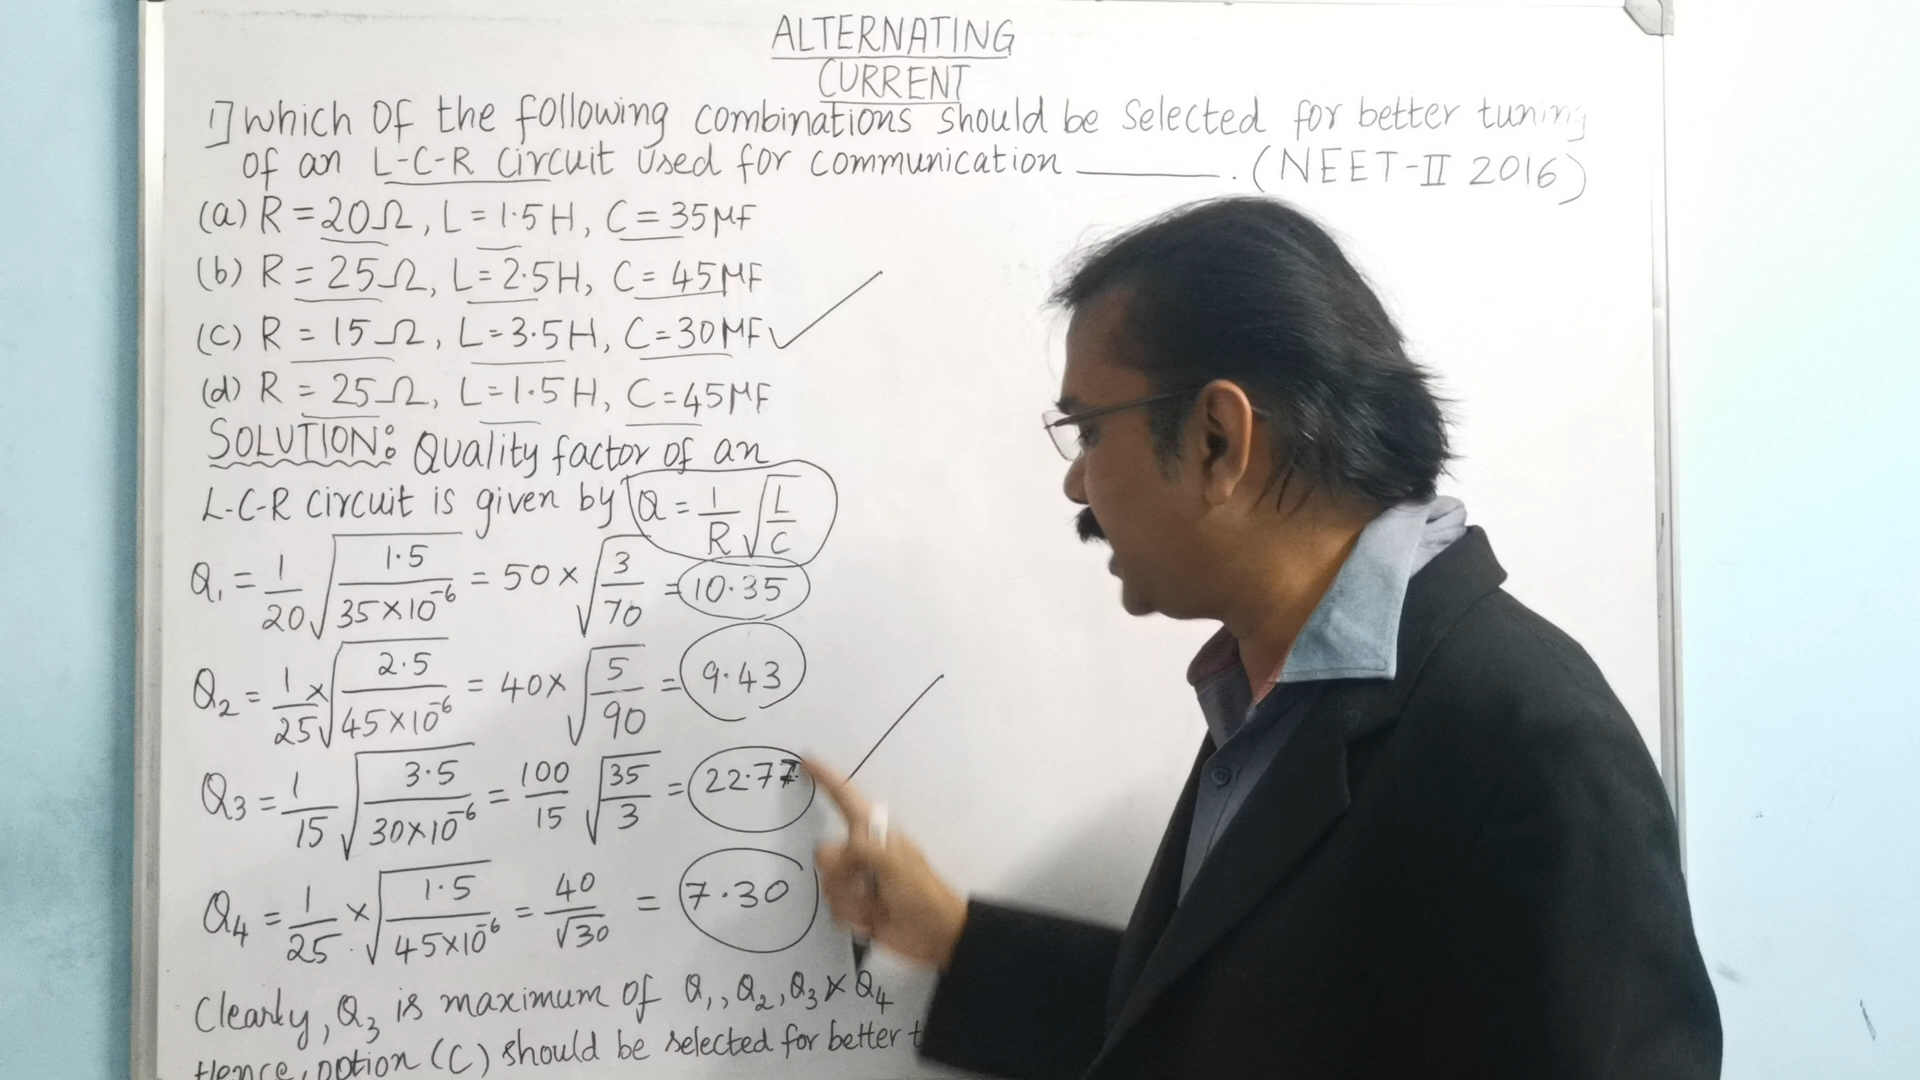 ALTERNATING
CURRENT
1] which of the following combinations should be selected for better tuning
of an L-C-R circuit used for communication ______. (NEET-II 2016)
(a) R = 20Ω, L = 1.5H, C = 35μF
(b) R = 25Ω, L = 2.5H, C = 45μF
(c) R = 15Ω, L = 3.5H, C = 30μF ✓
(d) R = 25Ω, L = 1.5H, C = 45μF
SOLUTION: Quality factor of an
L-C-R circuit is given by Q = 1/R √(L/C)
Q₁ = 1/20 √(1.5/(35×10⁻⁶)) = 50 × √(3/70) = 10.35
Q₂ = 1/25 × √(2.5/(45×10⁻⁶)) = 40 × √(5/90) = 9.43
Q₃ = 1/15 √(3.5/(30×10⁻⁶)) = 100/15 √(35/3) = 22.77
Q₄ = 1/25 × √(1.5/(45×10⁻⁶)) = 40/√30 = 7.30
Clearly, Q₃ is maximum of Q₁, Q₂, Q₃ & Q₄
Hence, option (C) should be selected for better